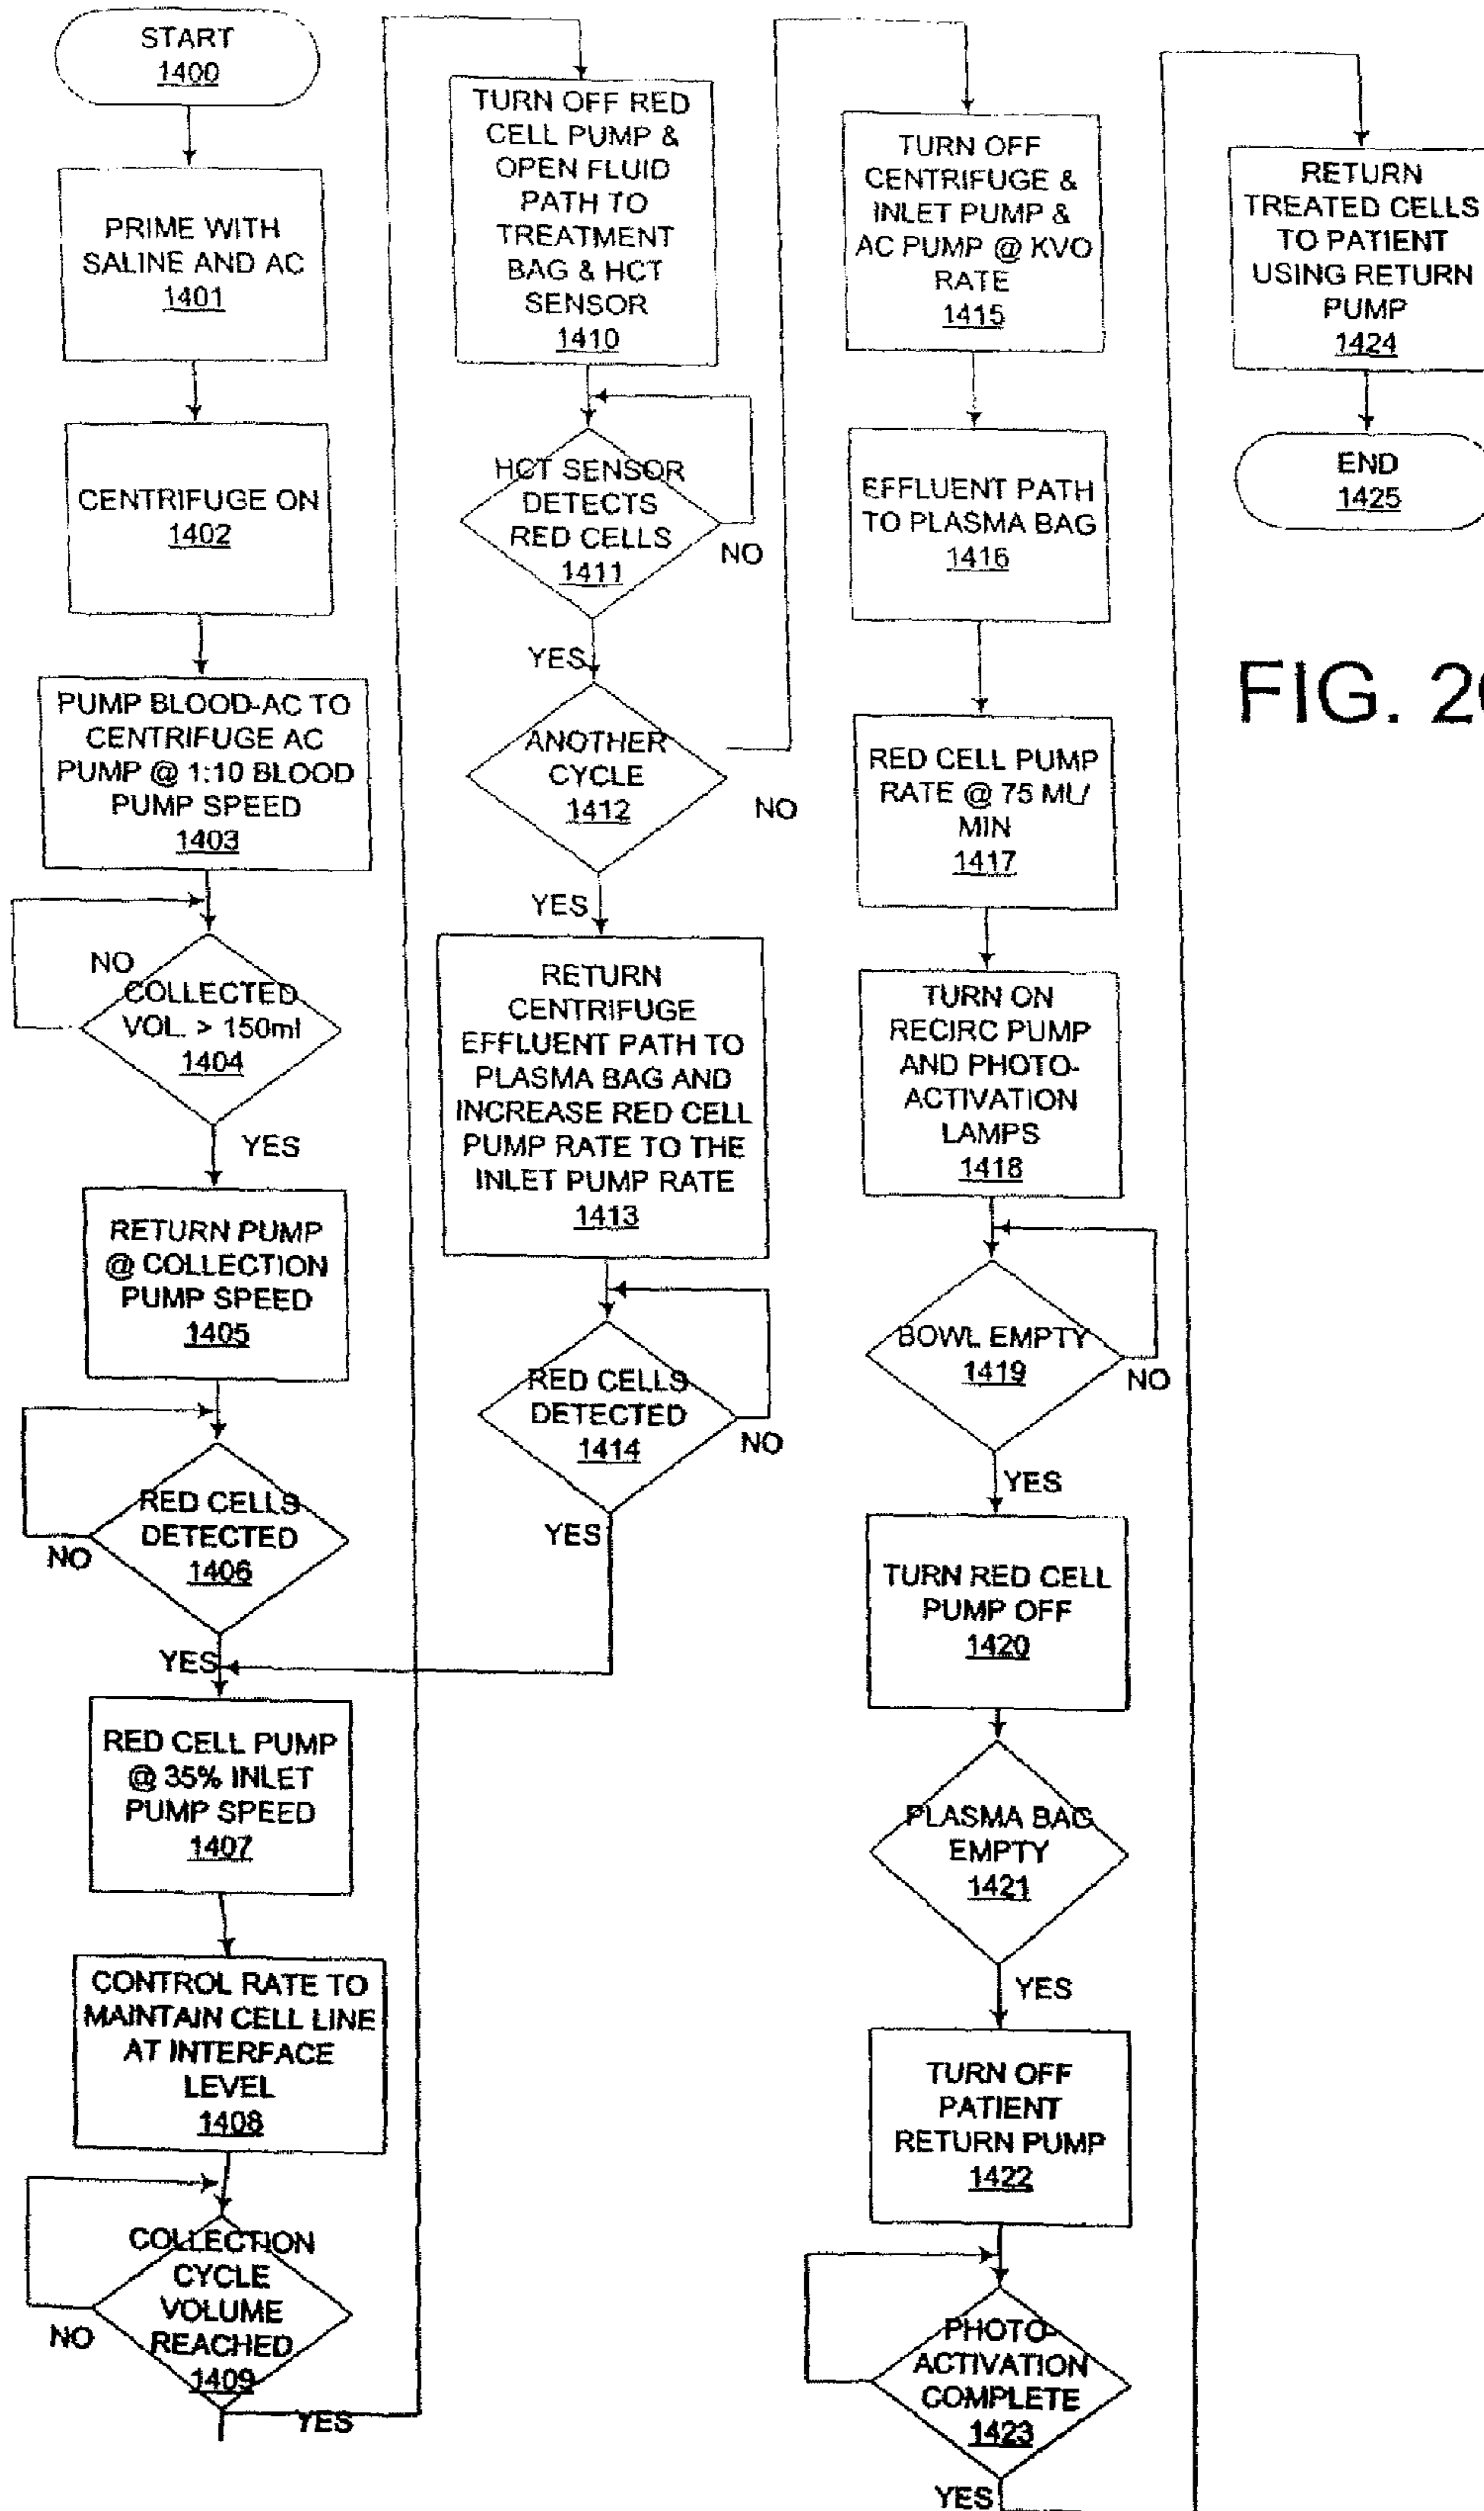 START
1400
PRIME WITH
SALINE AND AC
1401
CENTRIFUGE ON
1402
PUMP BLOOD-AC TO
CENTRIFUGE AC
PUMP @ 1:10 BLOOD
PUMP SPEED
1403
NO
COLLECTED
VOL. > 150ml
1404
YES
RETURN PUMP
@ COLLECTION
PUMP SPEED
1405
RED CELLS
DETECTED
1406
NO
YES
RED CELL PUMP
@ 35% INLET
PUMP SPEED
1407
CONTROL RATE TO
MAINTAIN CELL LINE
AT INTERFACE
LEVEL
1408
COLLECTION
CYCLE
VOLUME
REACHED
1409
NO
YES
TURN OFF RED
CELL PUMP &
OPEN FLUID
PATH TO
TREATMENT
BAG & HCT
SENSOR
1410
HCT SENSOR
DETECTS
RED CELLS
1411
NO
YES
ANOTHER
CYCLE
1412
NO
YES
RETURN
CENTRIFUGE
EFFLUENT PATH TO
PLASMA BAG AND
INCREASE RED CELL
PUMP RATE TO THE
INLET PUMP RATE
1413
RED CELLS
DETECTED
1414
NO
YES
TURN OFF
CENTRIFUGE &
INLET PUMP &
AC PUMP @ KVO
RATE
1415
EFFLUENT PATH
TO PLASMA BAG
1416
RED CELL PUMP
RATE @ 75 ML/
MIN
1417
TURN ON
RECIRC PUMP
AND PHOTO-
ACTIVATION
LAMPS
1418
BOWL EMPTY
1419
NO
YES
TURN RED CELL
PUMP OFF
1420
PLASMA BAG
EMPTY
1421
YES
TURN OFF
PATIENT
RETURN PUMP
1422
PHOTO-
ACTIVATION
COMPLETE
1423
YES
RETURN
TREATED CELLS
TO PATIENT
USING RETURN
PUMP
1424
END
1425
FIG.